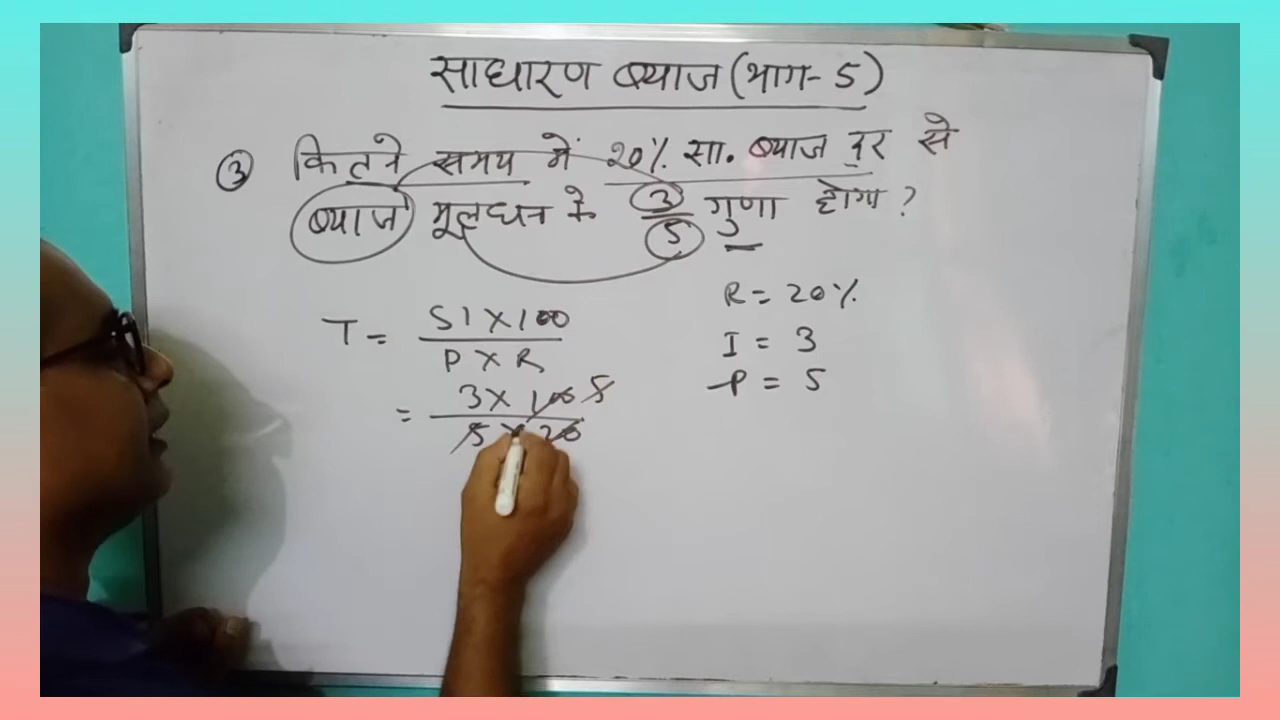 साधारण ब्याज (भाग- 5)
③ कितने समय में 20% सा. ब्याज दर से
ब्याज मूलधन के 3/5 गुणा होगा ?
T = SI X 100 / P X R
= 3 X 100 5 / 5 X 20
R = 20%
I = 3
P = 5